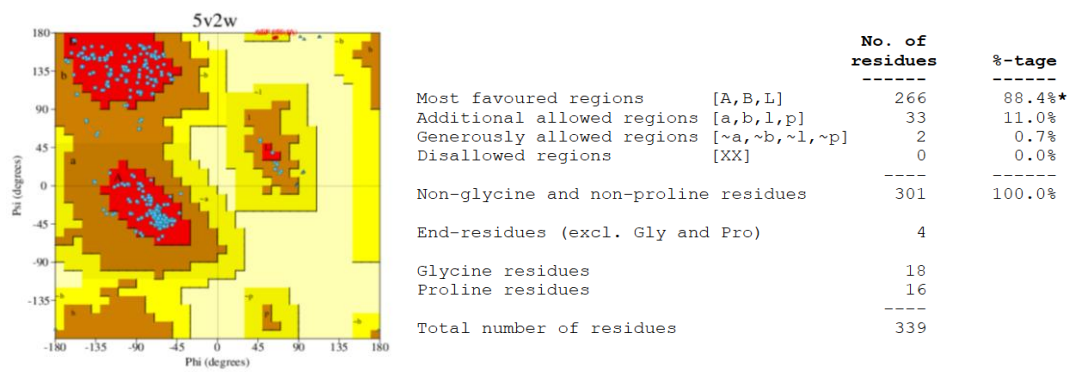 5v2w
180
135
90
45
0
-45
-90
-135
-180 -135 -90 -45 0 45 90 135 180
Psi (degrees)
Phi (degrees)
b
a
A
~b
~a
~l
l
~p
p
No. of
residues %-tage
------ ------
Most favoured regions [A,B,L] 266 88.4%*
Additional allowed regions [a,b,l,p] 33 11.0%
Generously allowed regions [~a,~b,~l,~p] 2 0.7%
Disallowed regions [XX] 0 0.0%
---- ------
Non-glycine and non-proline residues 301 100.0%
End-residues (excl. Gly and Pro) 4
Glycine residues 18
Proline residues 16
----
Total number of residues 339